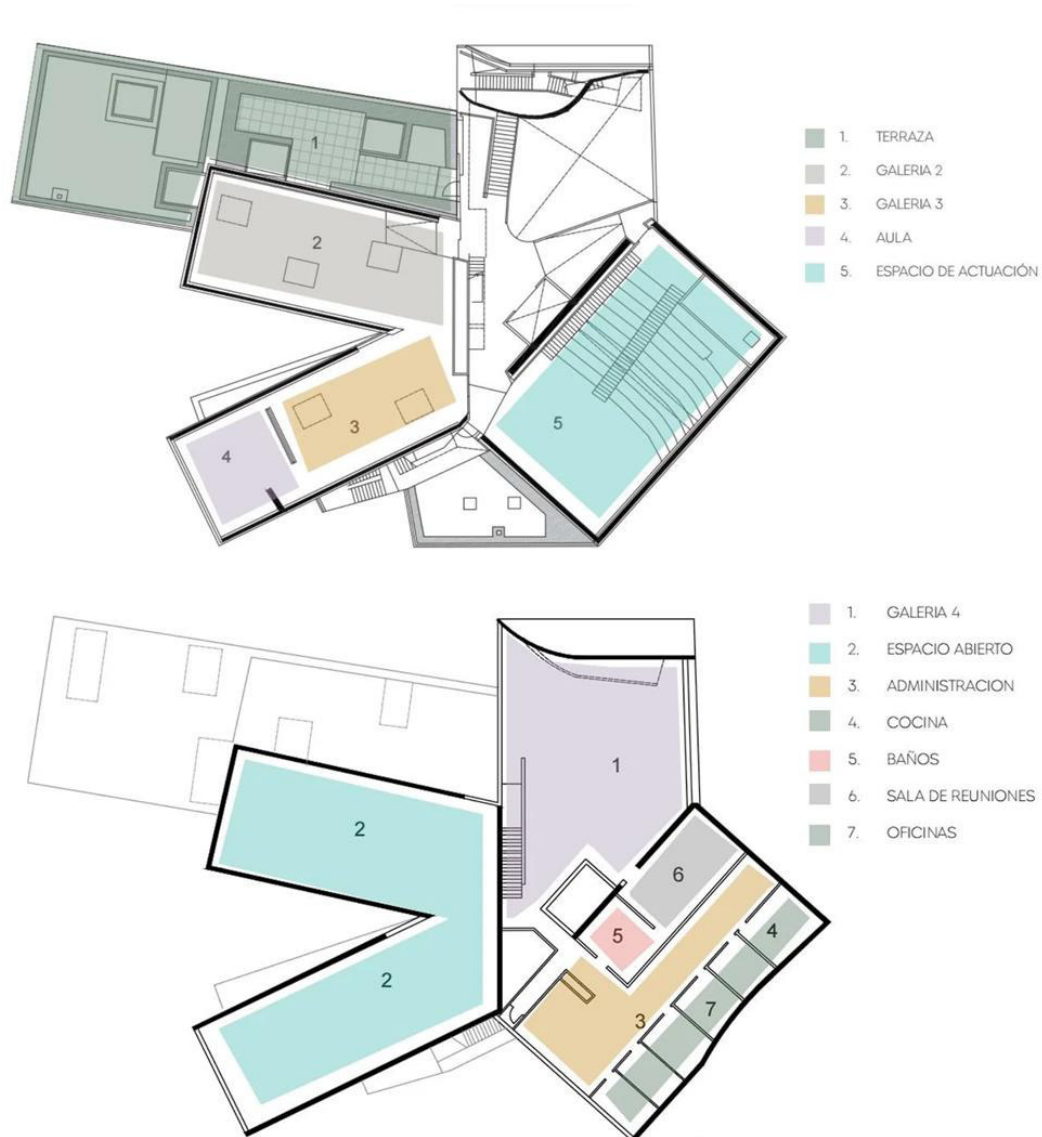 1
2
3
4
5
1. TERRAZA
2. GALERIA 2
3. GALERIA 3
4. AULA
5. ESPACIO DE ACTUACIÓN
1
2
2
6
5
4
7
3
1. GALERIA 4
2. ESPACIO ABIERTO
3. ADMINISTRACION
4. COCINA
5. BAÑOS
6. SALA DE REUNIONES
7. OFICINAS